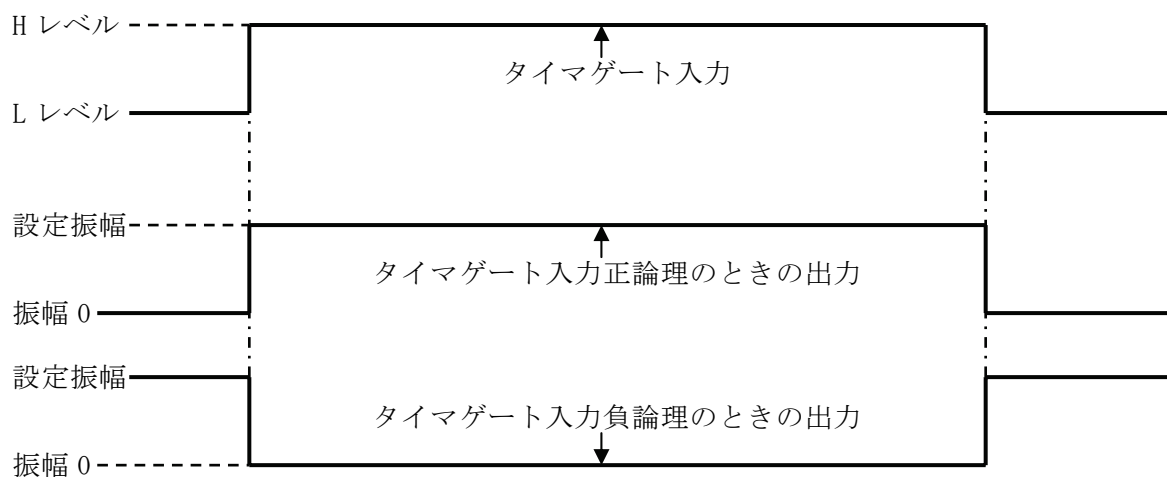 H レベル
タイマゲート入力
L レベル
設定振幅
タイマゲート入力正論理のときの出力
振幅 0
設定振幅
タイマゲート入力負論理のときの出力
振幅 0